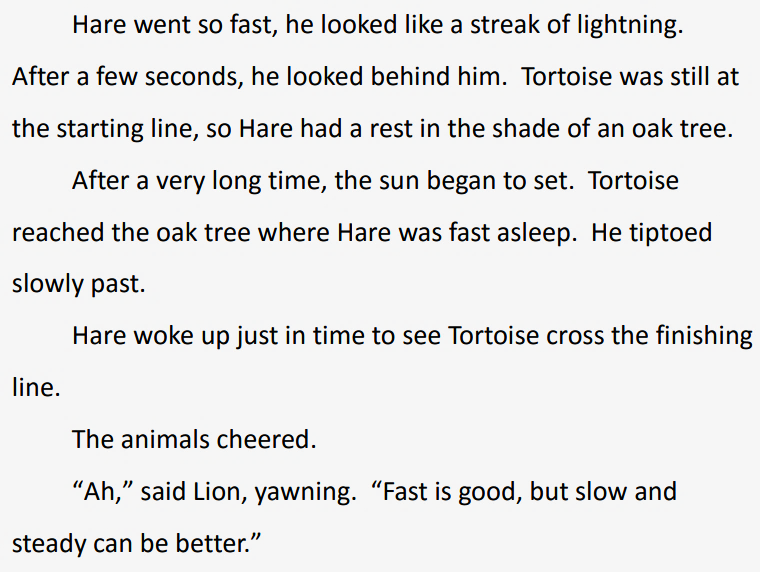 Hare went so fast, he looked like a streak of lightning.
After a few seconds, he looked behind him.  Tortoise was still at
the starting line, so Hare had a rest in the shade of an oak tree.
After a very long time, the sun began to set.  Tortoise
reached the oak tree where Hare was fast asleep.  He tiptoed
slowly past.
Hare woke up just in time to see Tortoise cross the finishing
line.
The animals cheered.
“Ah,” said Lion, yawning.  “Fast is good, but slow and
steady can be better.”